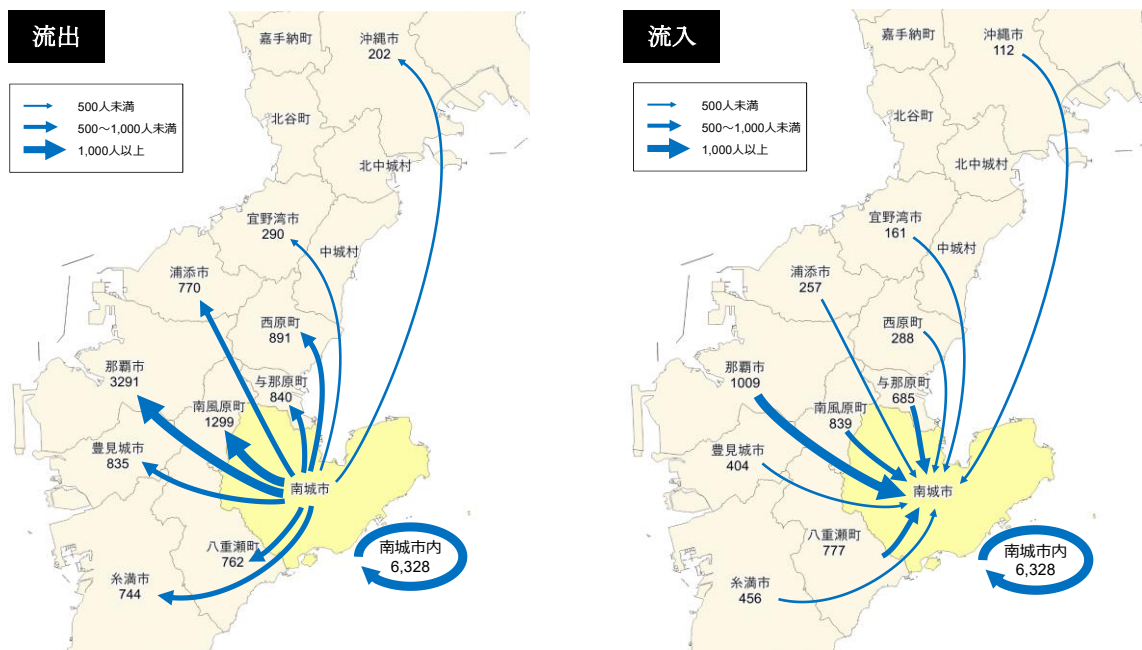 流出
500人未満
500～1,000人未満
1,000人以上
嘉手納町
沖縄市
202
北谷町
北中城村
宜野湾市
290
中城村
浦添市
770
西原町
891
那覇市
3291
与那原町
840
南風原町
1299
豊見城市
835
南城市
八重瀬町
762
糸満市
744
南城市内
6,328
流入
500人未満
500～1,000人未満
1,000人以上
嘉手納町
沖縄市
112
北谷町
北中城村
宜野湾市
161
中城村
浦添市
257
西原町
288
那覇市
1009
与那原町
685
南風原町
839
豊見城市
404
南城市
八重瀬町
777
糸満市
456
南城市内
6,328